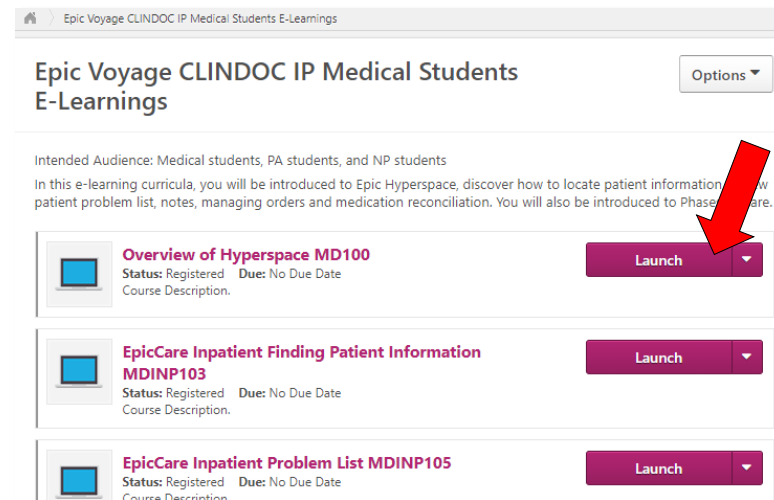 Epic Voyage CLINDOC IP Medical Students E-Learnings
Epic Voyage CLINDOC IP Medical Students
E-Learnings
Options
Intended Audience: Medical students, PA students, and NP students
In this e-learning curricula, you will be introduced to Epic Hyperspace, discover how to locate patient information
patient problem list, notes, managing orders and medication reconciliation. You will also be introduced to
Overview of Hyperspace MD100
Status: Registered Due: No Due Date
Course Description.
Launch
EpicCare Inpatient Finding Patient Information
MDINP103
Status: Registered Due: No Due Date
Course Description.
Launch
EpicCare Inpatient Problem List MDINP105
Status: Registered Due: No Due Date
Course Description.
Launch